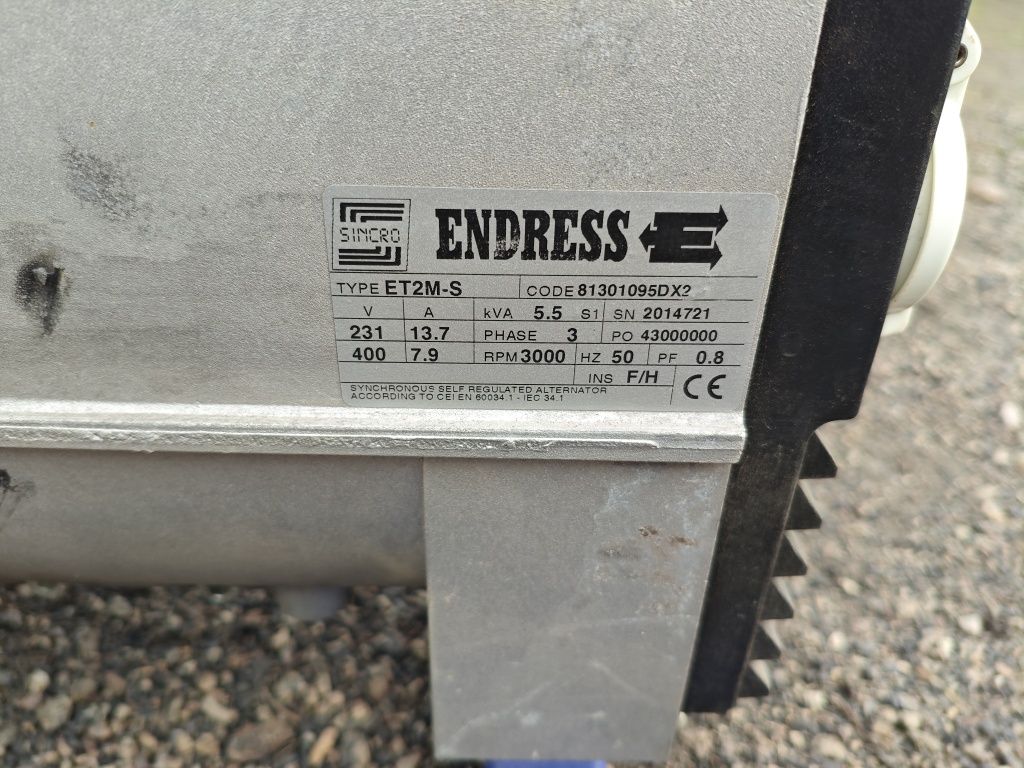 SINCRO ENDRESS E
TYPE ET2M-S CODE 81301095DX2
V A kVA 5.5 S1 SN 2014721
231 13.7 PHASE 3 PO 43000000
400 7.9 RPM 3000 HZ 50 PF 0.8
INS F/H CE
SYNCHRONOUS SELF REGULATED ALTERNATOR
ACCORDING TO CEI EN 60034.1 - IEC 34.1